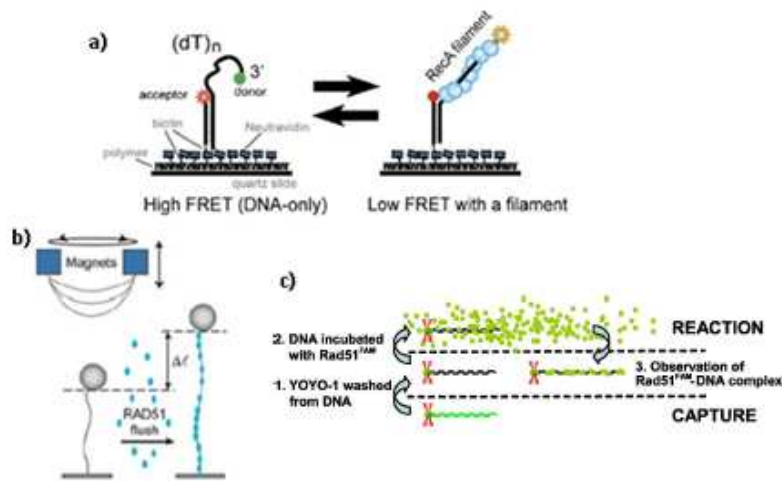 a)
(dT)n
3'
donor
acceptor
biotin
Neutravidin
polymer
quartz slide
High FRET (DNA-only)
RecA filament
Low FRET with a filament
b)
Magnets
Δℓ
RAD51
flush
c)
REACTION
2. DNA incubated
with Rad51FAM
3. Observation of
Rad51FAM-DNA complex
1. YOYO-1 washed
from DNA
CAPTURE